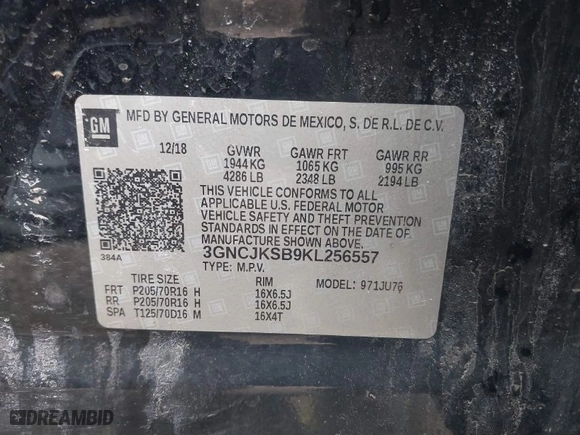 GM
MFD BY GENERAL MOTORS DE MEXICO, S. DE R.L. DE C.V.
12/18 GVWR GAWR FRT GAWR RR
1944 KG 1065 KG 995 KG
4286 LB 2348 LB 2194 LB
THIS VEHICLE CONFORMS TO ALL
APPLICABLE U.S. FEDERAL MOTOR
VEHICLE SAFETY AND THEFT PREVENTION
STANDARDS IN EFFECT ON THE DATE OF
MANUFACTURE SHOWN ABOVE.
384A
3GNCJKSB9KL256557
TYPE: M.P.V.
TIRE SIZE RIM MODEL: 971JU76
FRT P205/70R16 H 16X6.5J
RR P205/70R16 H 16X6.5J
SPA T125/70D16 M 16X4T
DREAMBID